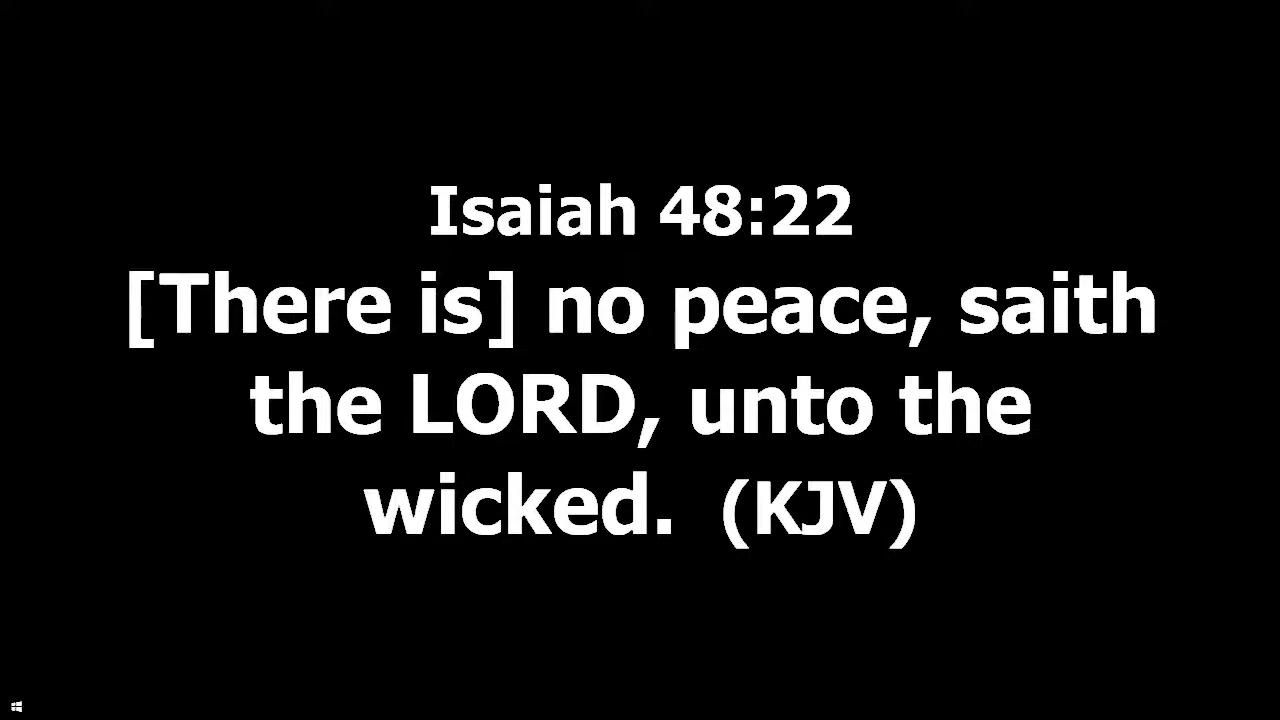 Isaiah 48:22
[There is] no peace, saith
the LORD, unto the
wicked.  (KJV)